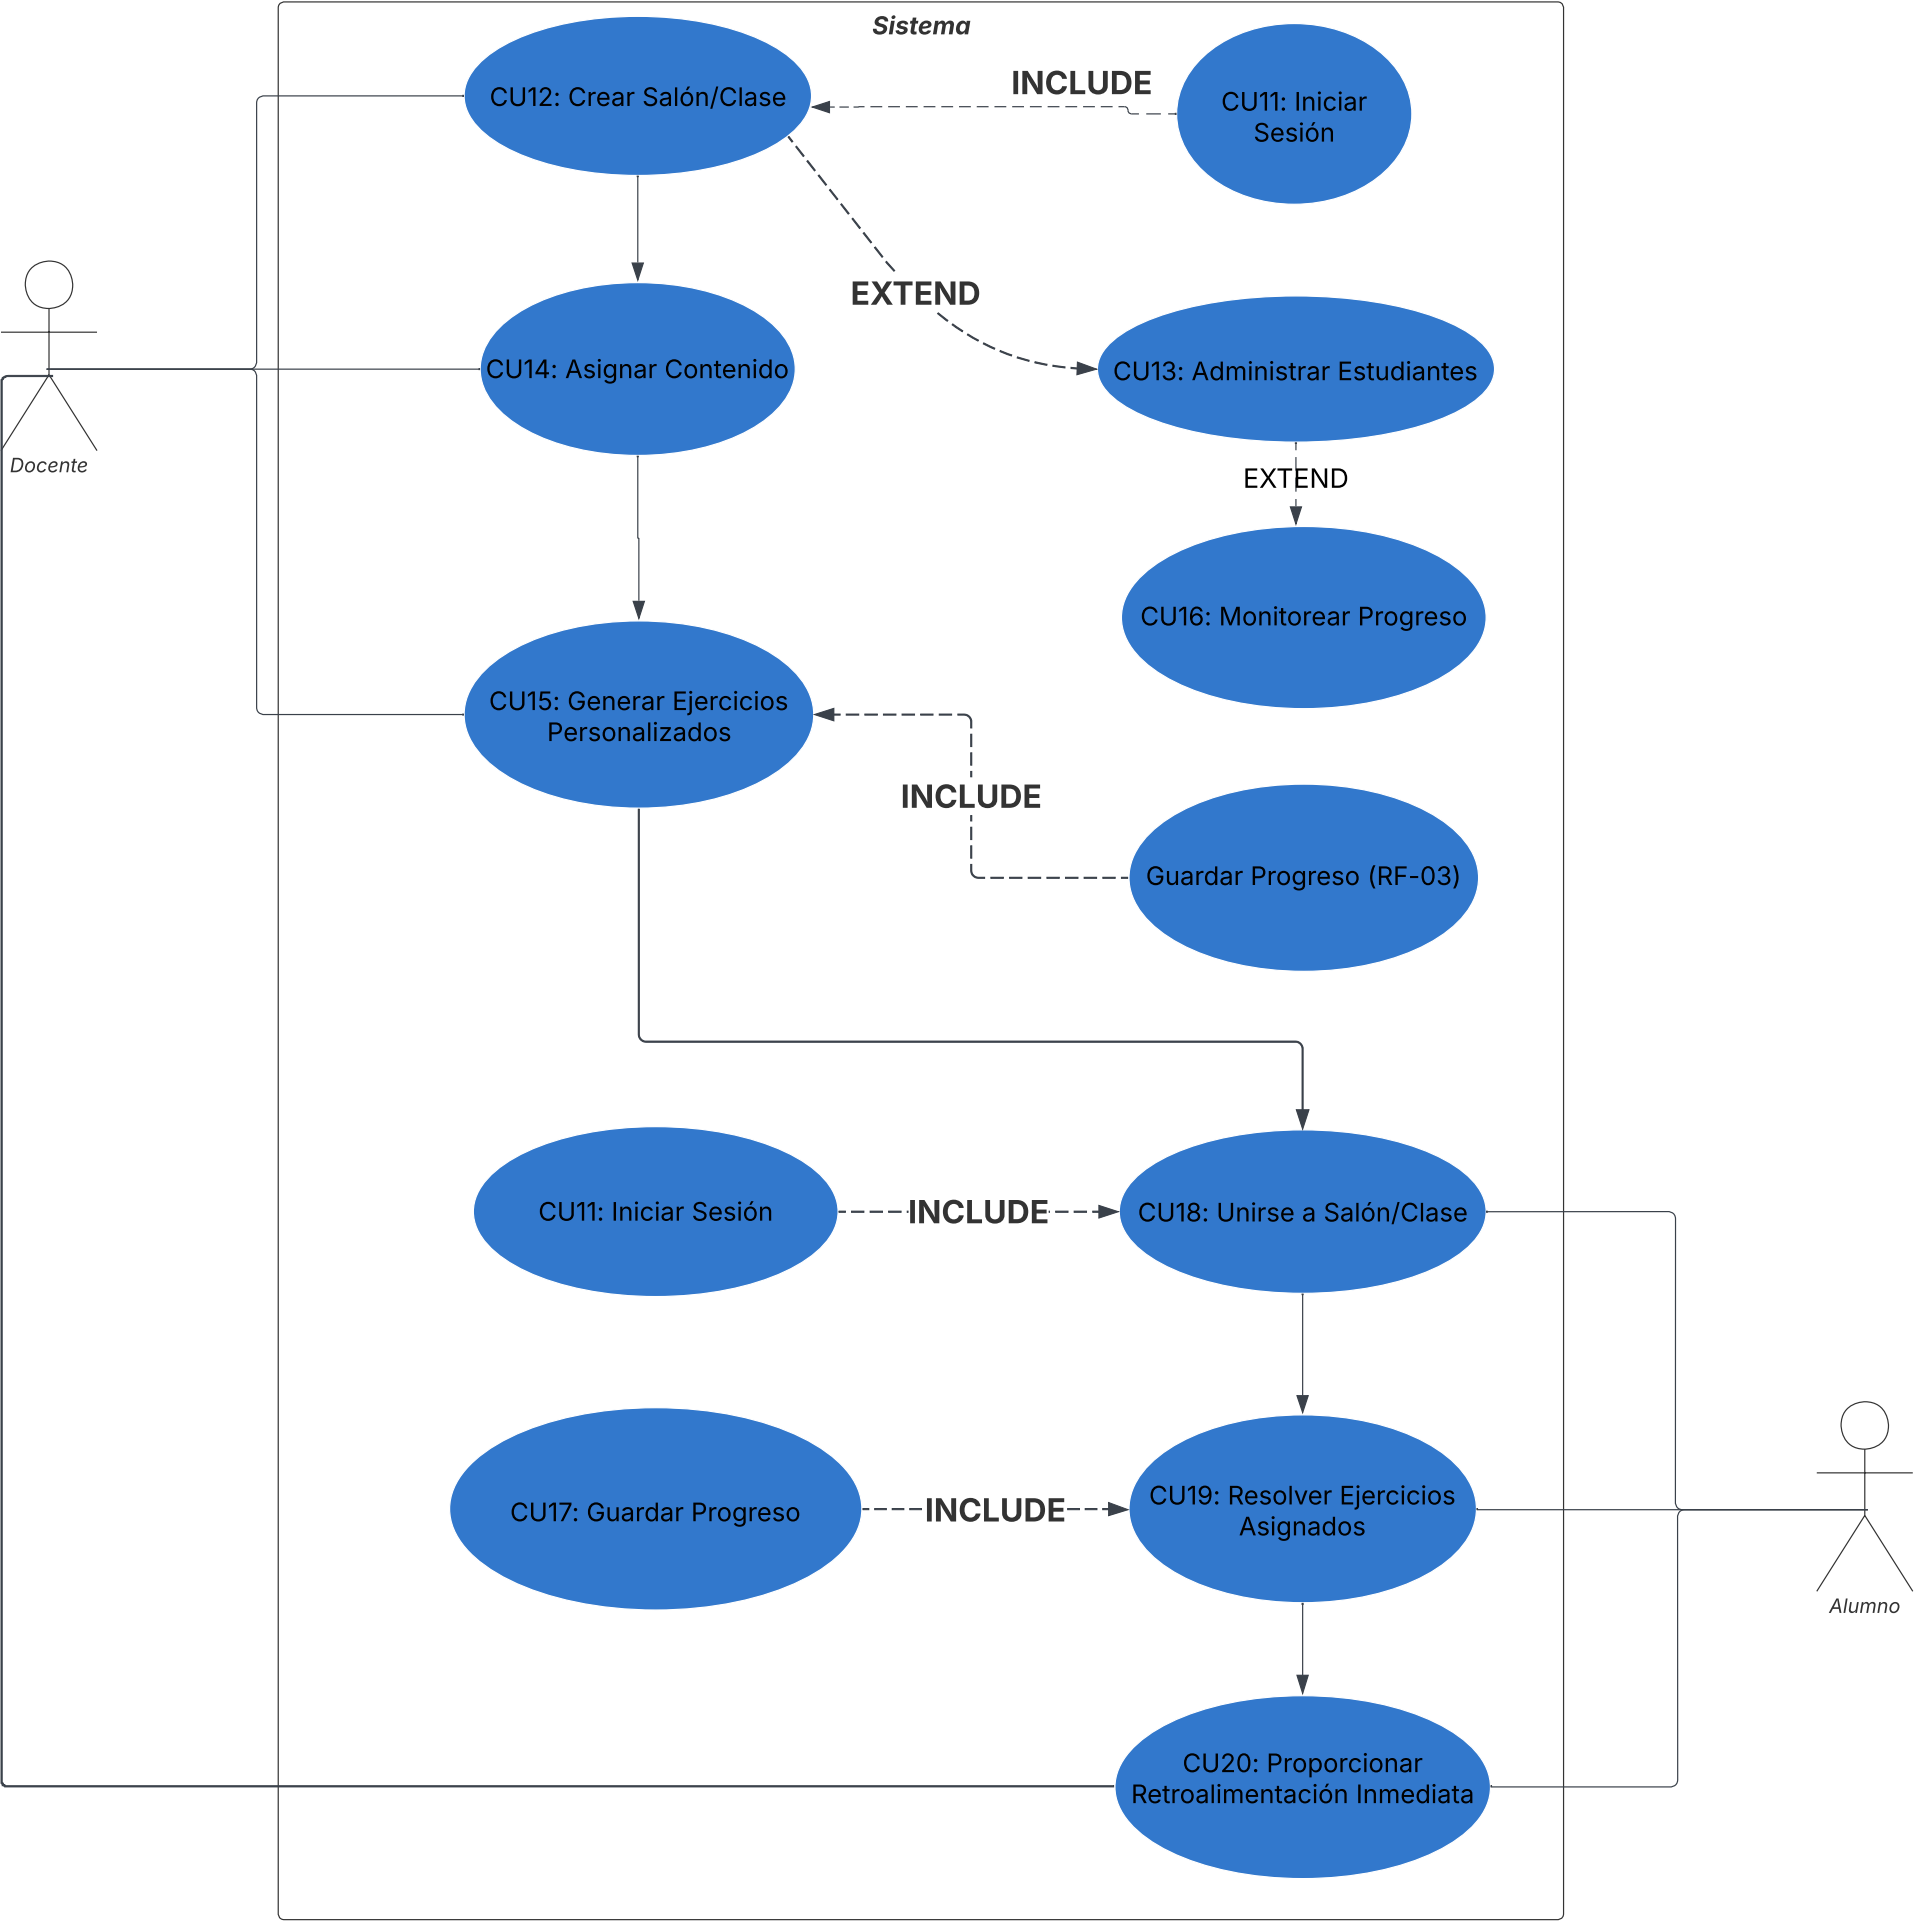 Sistema
CU12: Crear Salón/Clase
INCLUDE
CU11: Iniciar
Sesión
EXTEND
CU14: Asignar Contenido
CU13: Administrar Estudiantes
Docente
EXTEND
CU16: Monitorear Progreso
CU15: Generar Ejercicios
Personalizados
INCLUDE
Guardar Progreso (RF-03)
CU11: Iniciar Sesión
INCLUDE
CU18: Unirse a Salón/Clase
CU17: Guardar Progreso
INCLUDE
CU19: Resolver Ejercicios
Asignados
Alumno
CU20: Proporcionar
Retroalimentación Inmediata